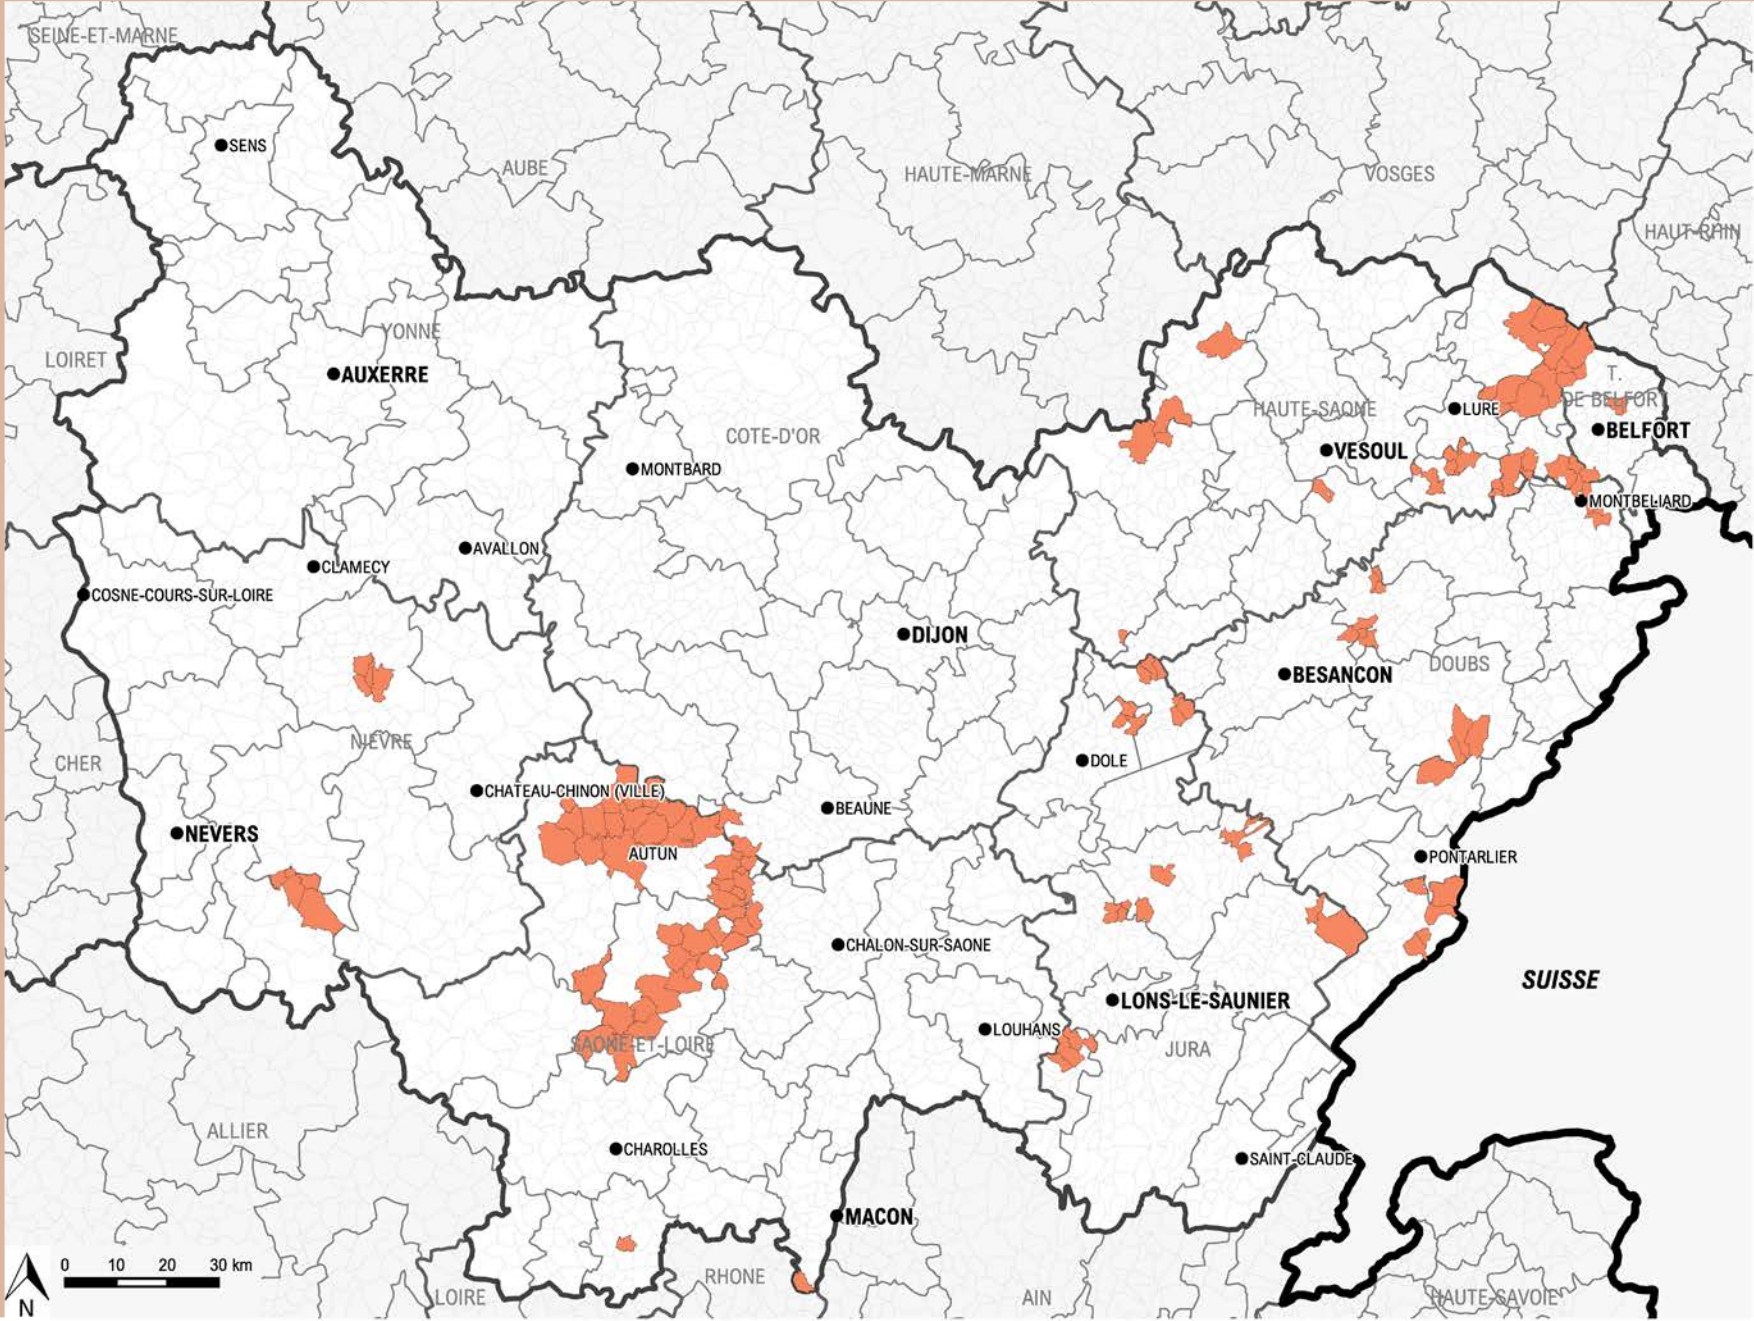 SEINE-ET-MARNE
SENS
AUBE
HAUTE-MARNE
VOSGES
HAUT-RHIN
YONNE
LOIRET
AUXERRE
T.
DE BELFORT
HAUTE-SAONE
LURE
BELFORT
COTE-D'OR
VESOUL
MONTBARD
MONTBELIARD
AVALLON
CLAMECY
COSNE-COURS-SUR-LOIRE
DIJON
DOUBS
BESANCON
NIEVRE
CHER
DOLE
CHATEAU-CHINON (VILLE)
BEAUNE
NEVERS
AUTUN
PONTARLIER
CHALON-SUR-SAONE
SUISSE
LONS-LE-SAUNIER
LOUHANS
SAONE-ET-LOIRE
JURA
ALLIER
CHAROLLES
SAINT-CLAUDE
MACON
0 10 20 30 km
RHONE
N
LOIRE
AIN
HAUTE-SAVOIE